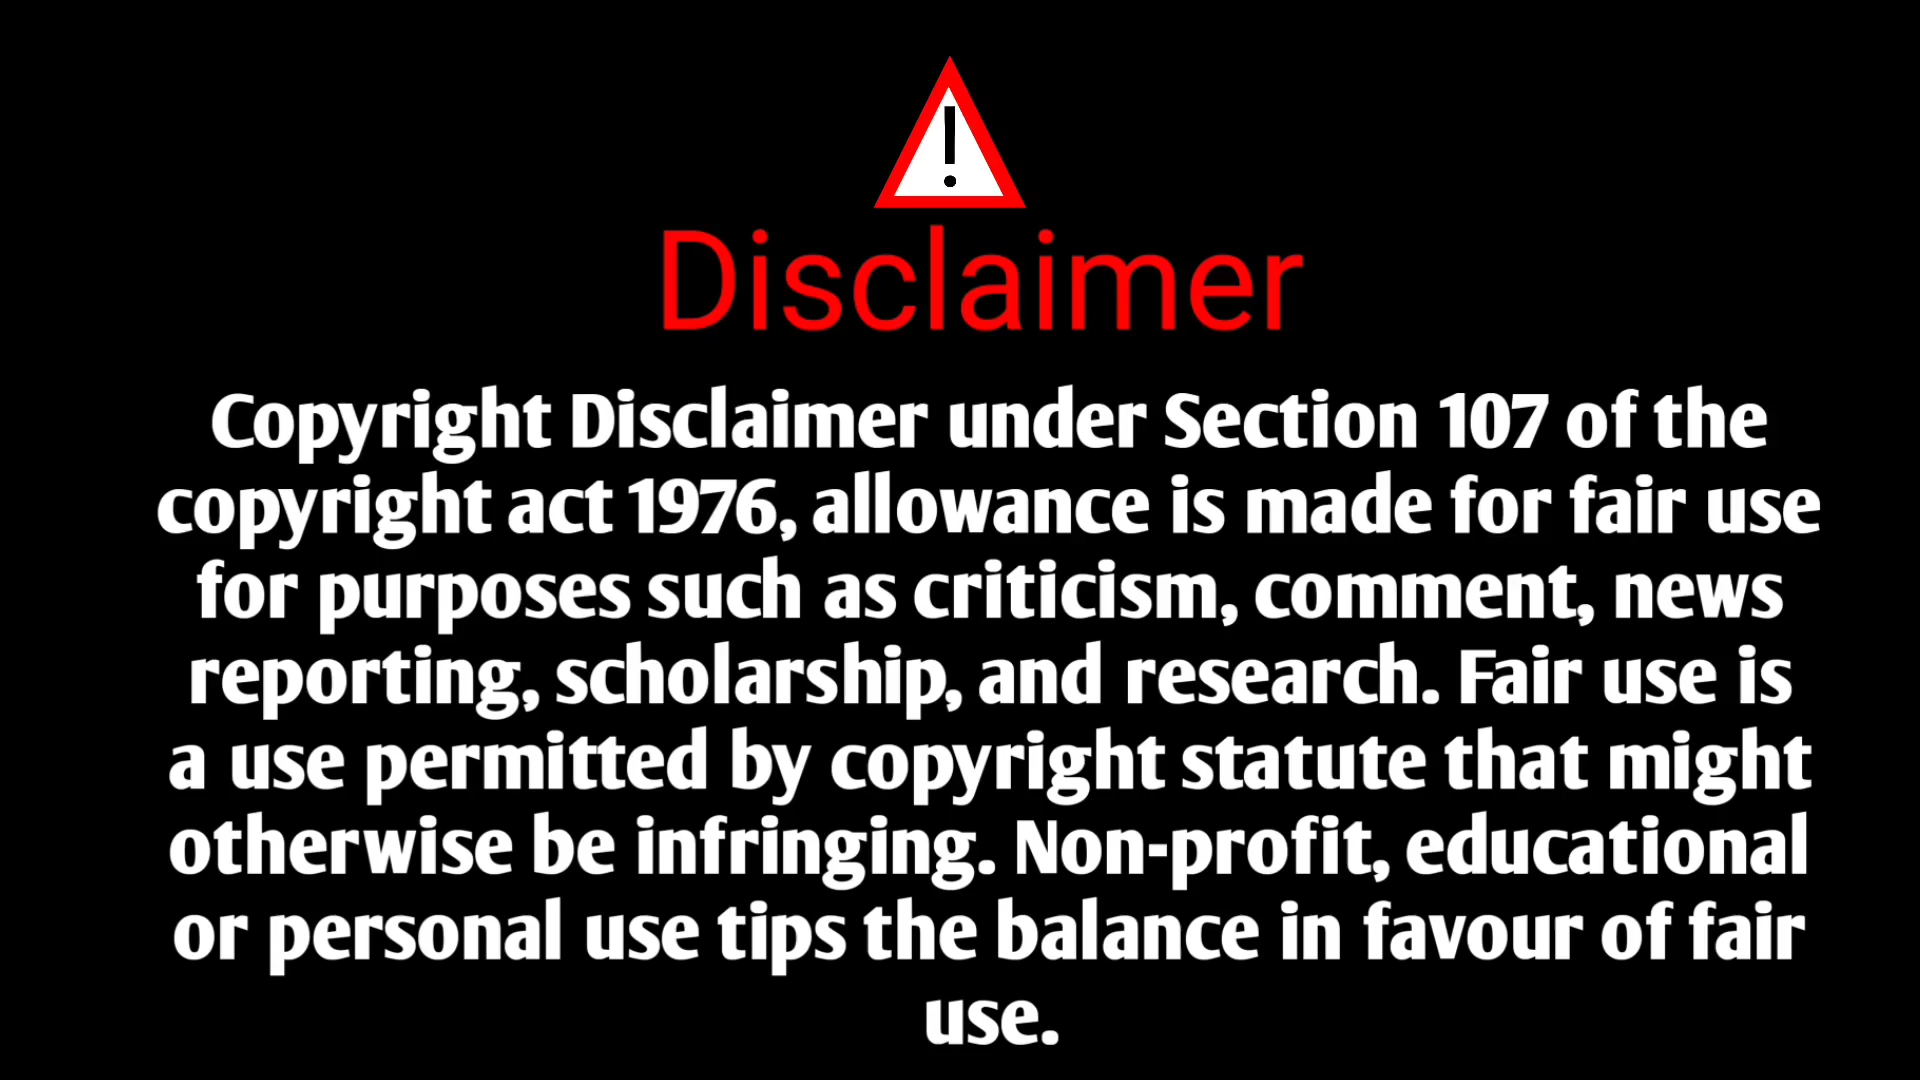 Disclaimer
Copyright Disclaimer under Section 107 of the
copyright act 1976, allowance is made for fair use
for purposes such as criticism, comment, news
reporting, scholarship, and research. Fair use is
a use permitted by copyright statute that might
otherwise be infringing. Non-profit, educational
or personal use tips the balance in favour of fair
use.